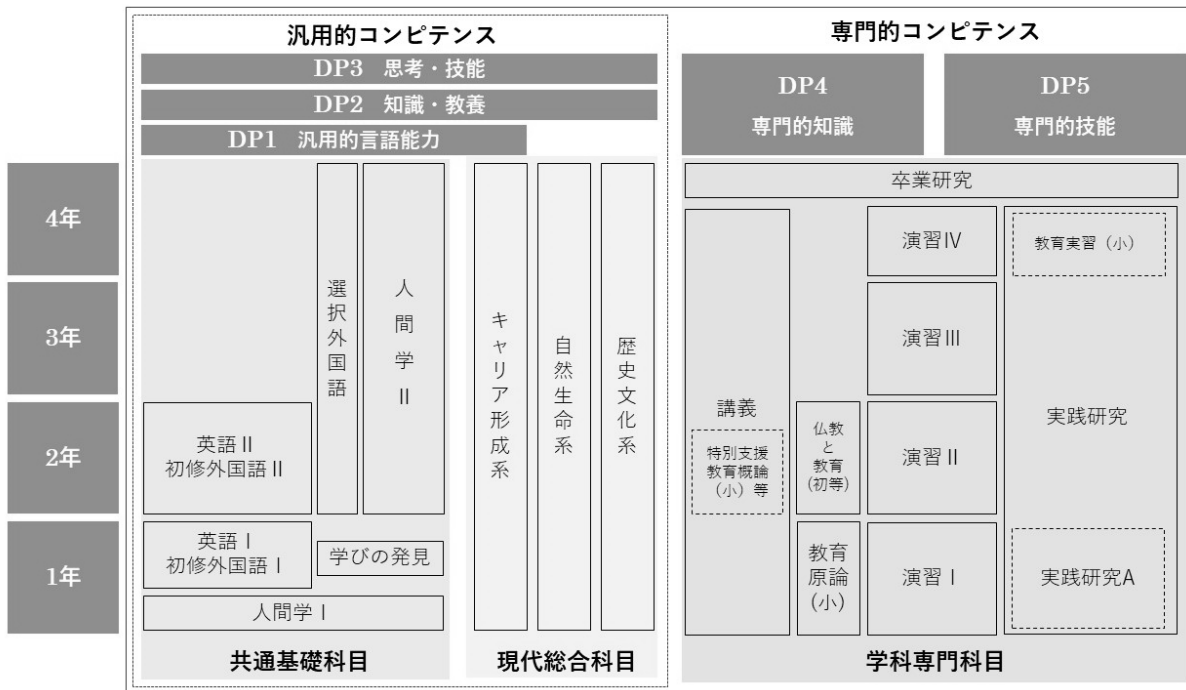 汎用的コンピテンス
DP3 思考・技能
DP2 知識・教養
DP1 汎用的言語能力
専門的コンピテンス
DP4
専門的知識
DP5
専門的技能
4年
3年
2年
1年
選択外国語
人間学Ⅱ
英語Ⅱ
初修外国語Ⅱ
英語Ⅰ
初修外国語Ⅰ
学びの発見
人間学Ⅰ
共通基礎科目
キャリア形成系
自然生命系
歴史文化系
現代総合科目
卒業研究
講義
特別支援
教育概論
(小)等
仏教
と
教育
(初等)
教育
原論
(小)
演習Ⅳ
演習Ⅲ
演習Ⅱ
演習Ⅰ
教育実習(小)
実践研究
実践研究A
学科専門科目